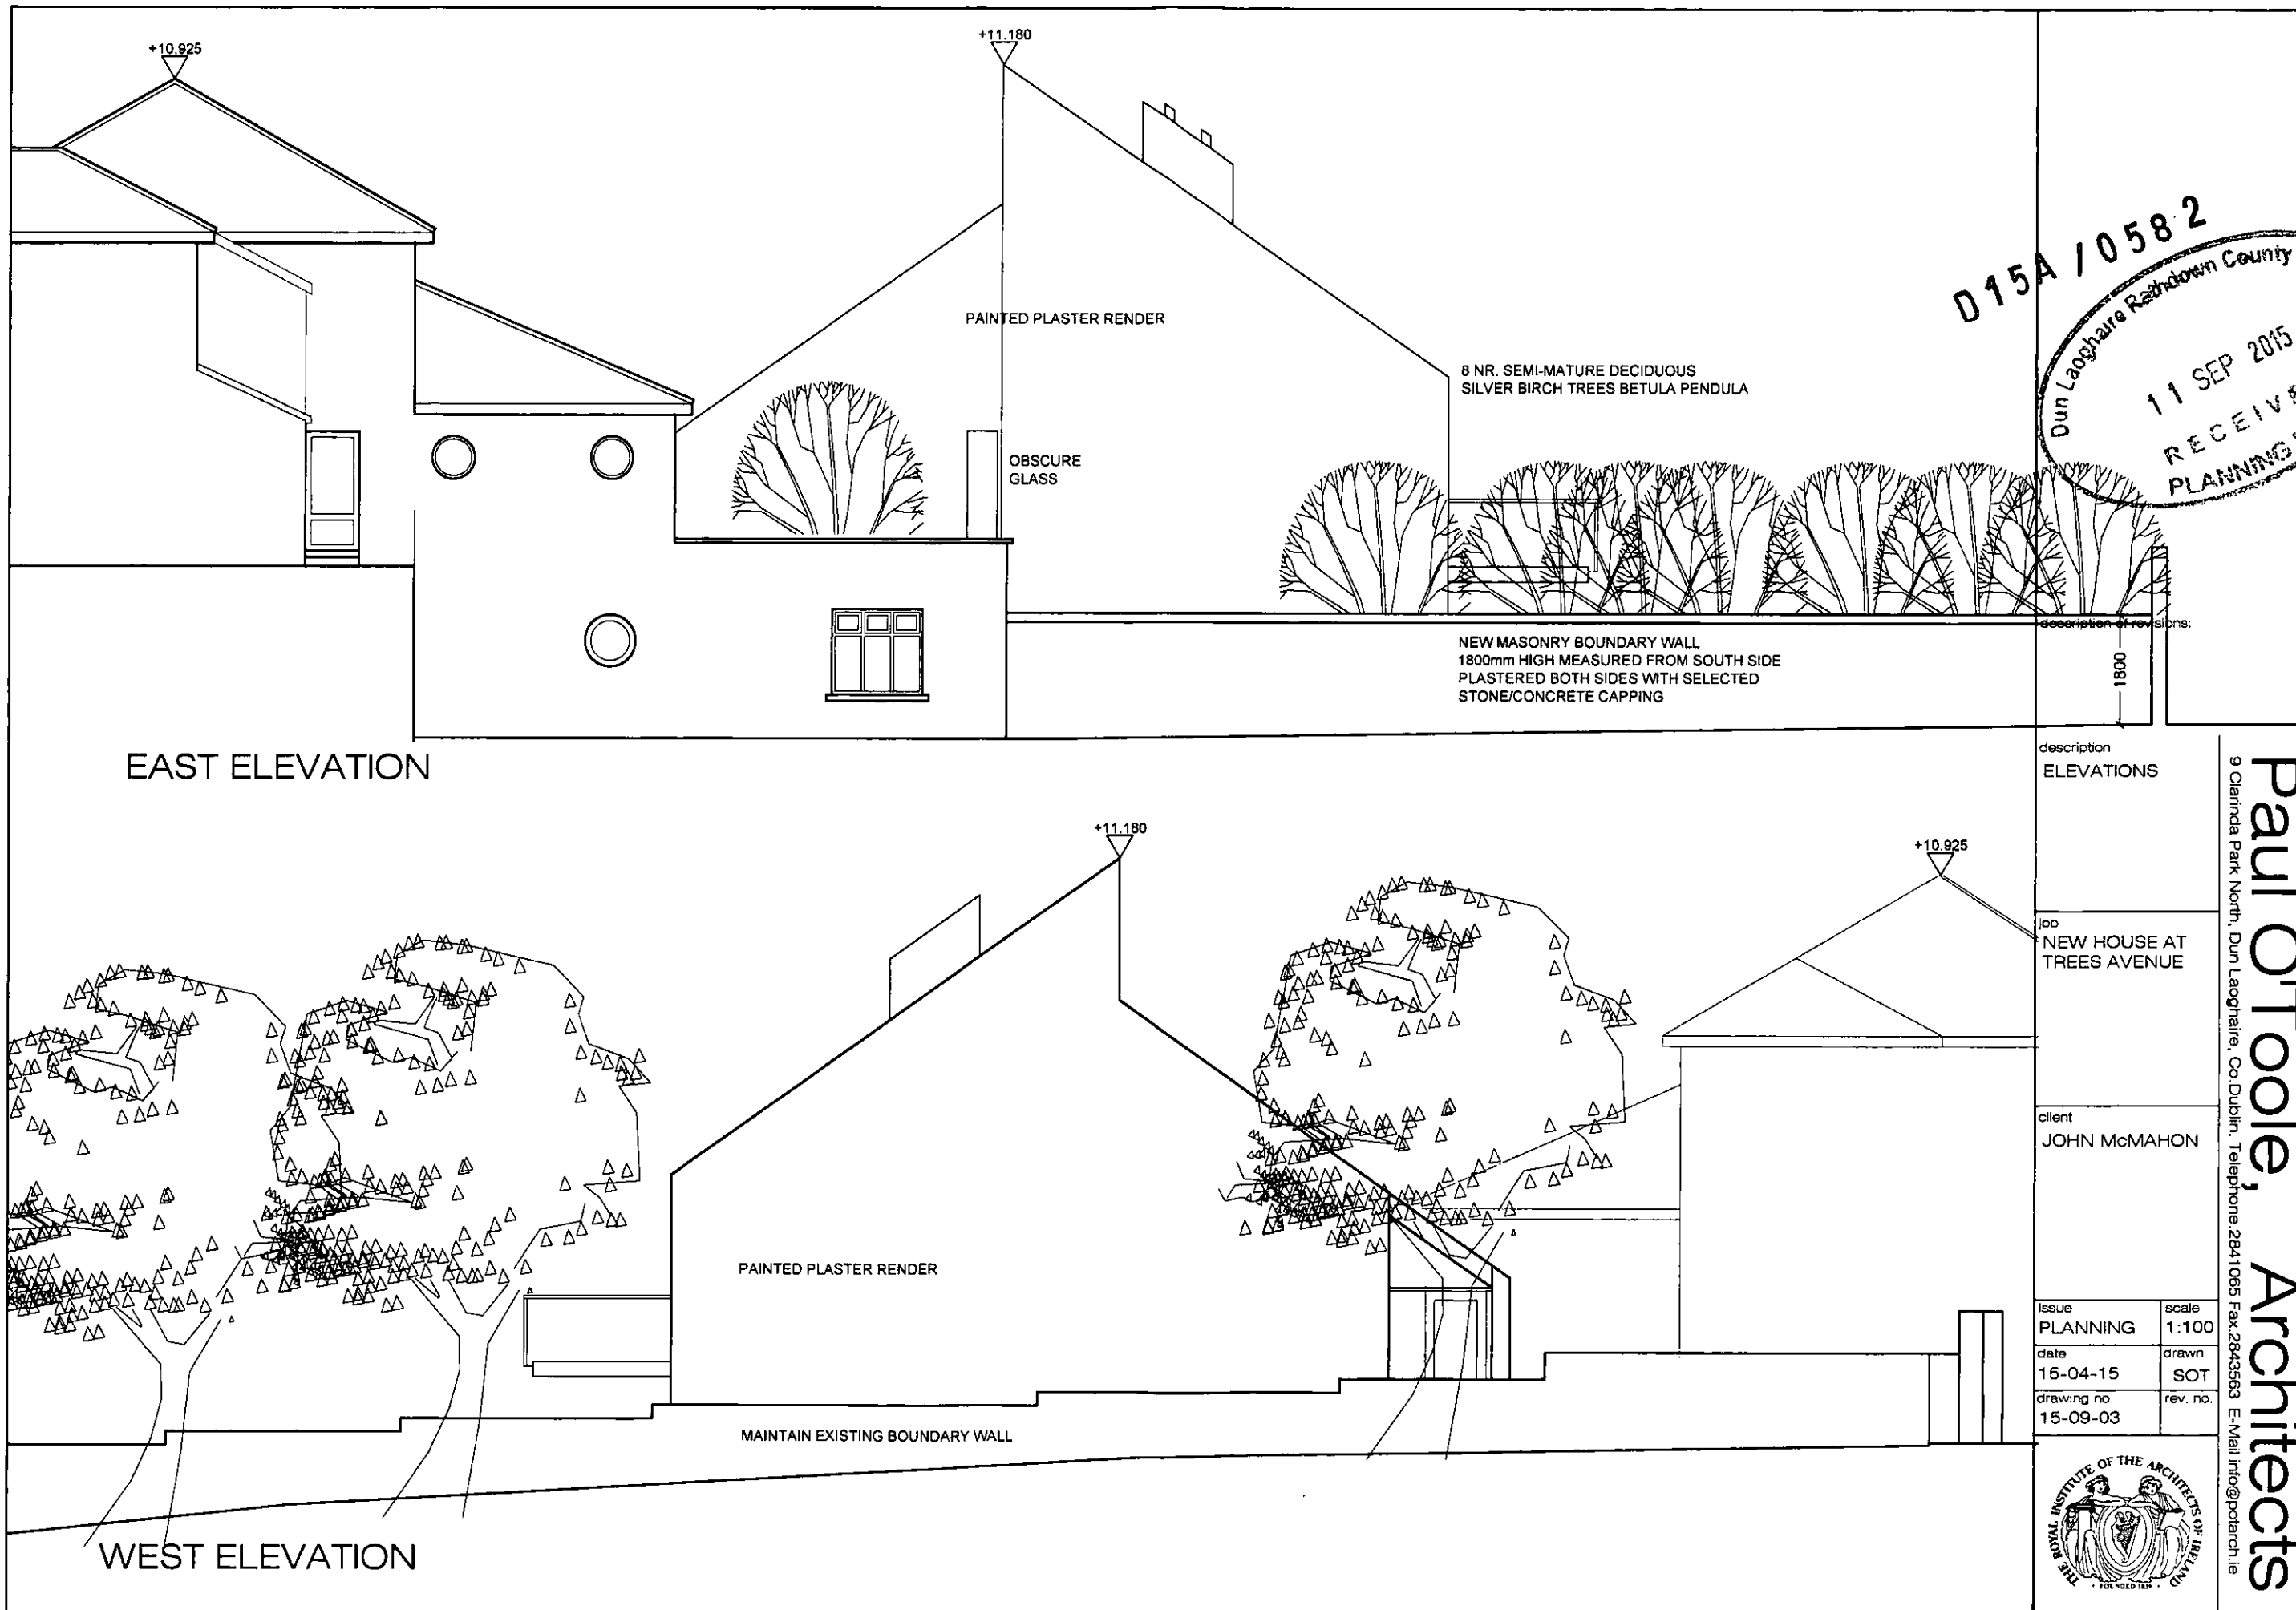 +10.925
+11.180
PAINTED PLASTER RENDER
8 NR. SEMI-MATURE DECIDUOUS
SILVER BIRCH TREES BETULA PENDULA
OBSCURE
GLASS
NEW MASONRY BOUNDARY WALL
1800mm HIGH MEASURED FROM SOUTH SIDE
PLASTERED BOTH SIDES WITH SELECTED
STONE/CONCRETE CAPPING
1800
EAST ELEVATION
+11.180
+10.925
PAINTED PLASTER RENDER
MAINTAIN EXISTING BOUNDARY WALL
WEST ELEVATION
D15A/0582
Dun Laoghaire Rathdown County
11 SEP 2015
RECEIVE
PLANNING
description of revisions:
description
ELEVATIONS
job
NEW HOUSE AT
TREES AVENUE
client
JOHN McMAHON
issue
PLANNING
scale
1:100
date
15-04-15
drawn
SOT
drawing no.
15-09-03
rev. no.
THE ROYAL INSTITUTE OF THE ARCHITECTS OF IRELAND
· FOUNDED 1839 ·
Paul O'Toole, Architects
9 Clarinda Park North, Dun Laoghaire, Co.Dublin. Telephone.2841065 Fax.2843563 E-Mail info@potarch.ie